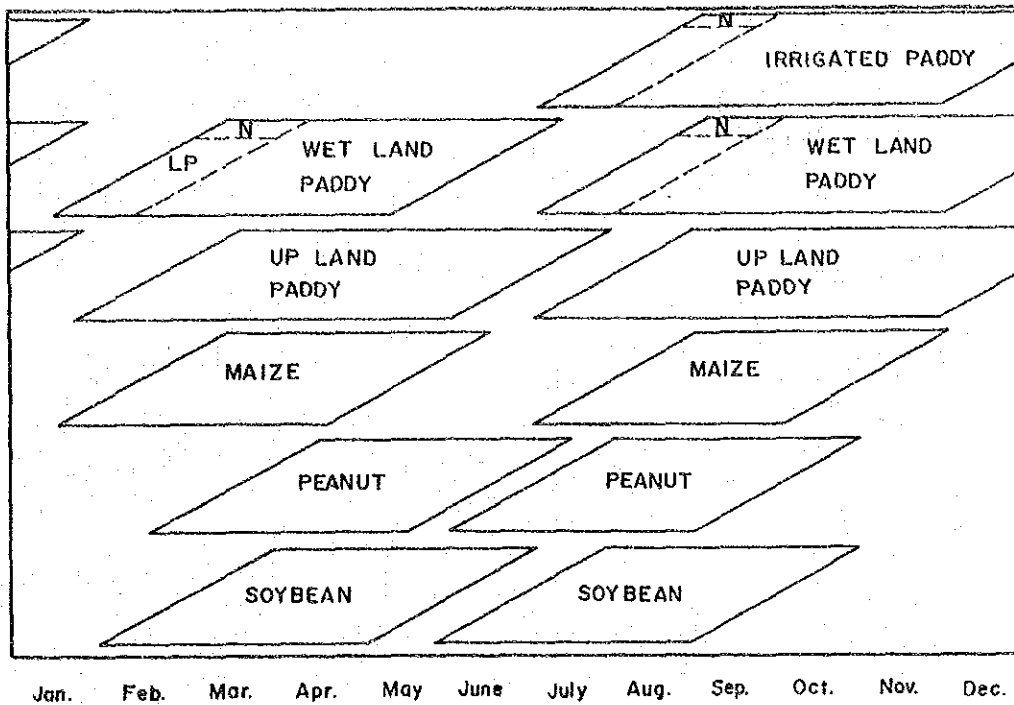 N
IRRIGATED PADDY
N
LP
WET LAND
PADDY
N
WET LAND
PADDY
UP LAND
PADDY
UP LAND
PADDY
MAIZE
MAIZE
PEANUT
PEANUT
SOYBEAN
SOYBEAN
Jan. Feb. Mar. Apr. May June July Aug. Sep. Oct. Nov. Dec.